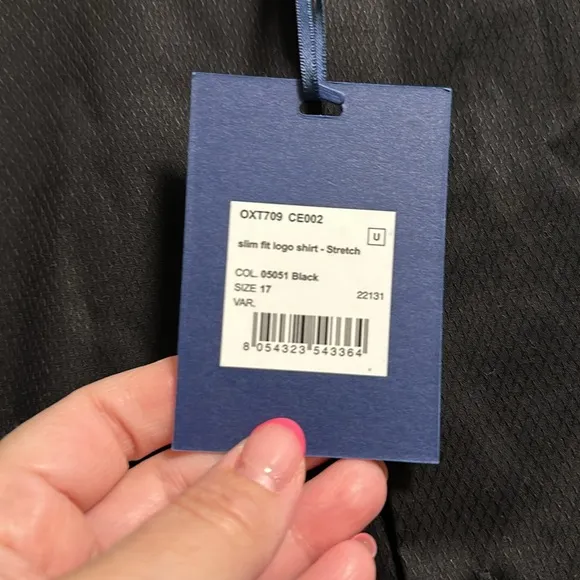 OXT709 CE002
U
slim fit logo shirt - Stretch
COL. 05051 Black
SIZE 17
22131
VAR.
8 054323 543364